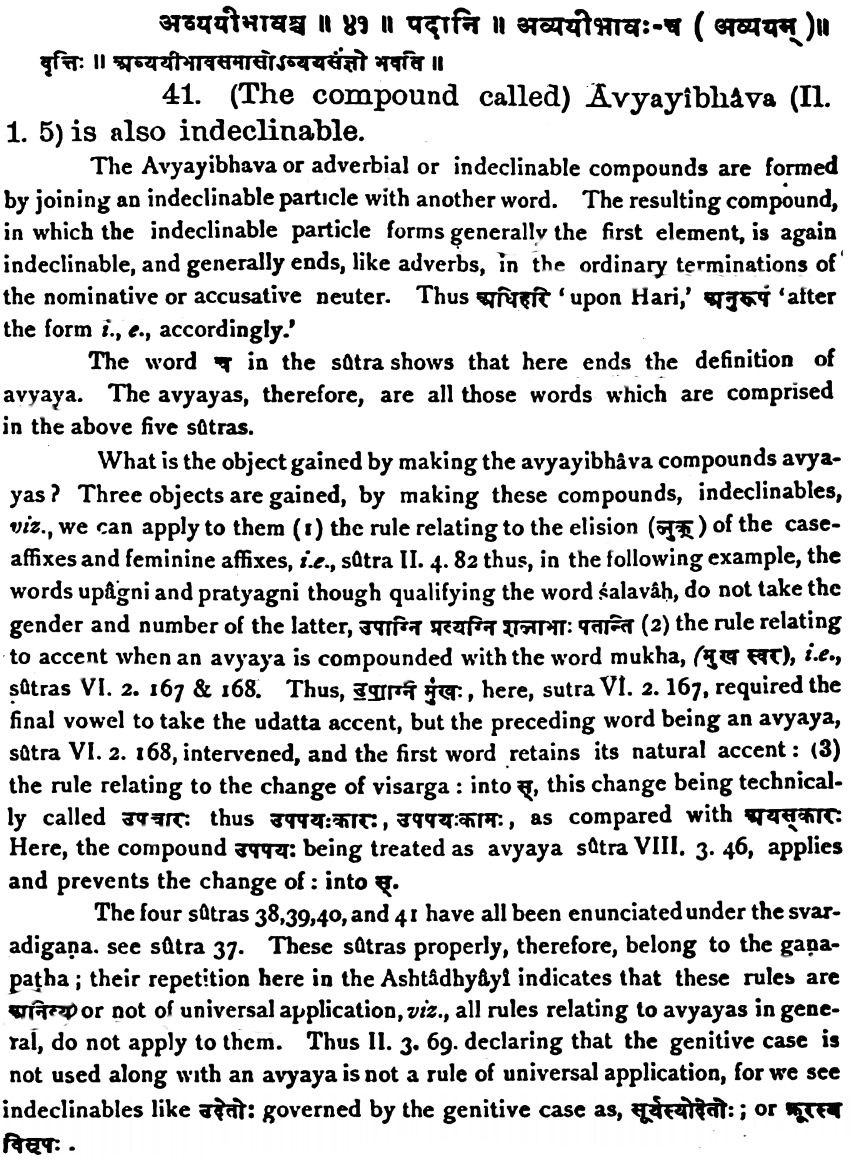 अव्ययीभावश्च ॥ ४१ ॥ पदानि ॥ अव्ययीभावः-च ( अव्ययम् )॥
वृत्तिः ॥ अव्ययीभावसमासोऽव्ययसंज्ञो भवति ॥
41. (The compound called) Avyayîbhâva (II.
1. 5) is also indeclinable.
The Avyayibhava or adverbial or indeclinable compounds are formed
by joining an indeclinable particle with another word. The resulting compound,
in which the indeclinable particle forms generally the first element, is again
indeclinable, and generally ends, like adverbs, in the ordinary terminations of
the nominative or accusative neuter. Thus अधिहरि ‘upon Hari,’ अनुरूपं ‘after
the form i., e., accordingly.’
The word च in the sûtra shows that here ends the definition of
avyaya. The avyayas, therefore, are all those words which are comprised
in the above five sûtras.
What is the object gained by making the avyayibhâva compounds avya-
yas? Three objects are gained, by making these compounds, indeclinables,
viz., we can apply to them (1) the rule relating to the elision (लुक्) of the case-
affixes and feminine affixes, i.e., sûtra II. 4. 82 thus, in the following example, the
words upâgni and pratyagni though qualifying the word śalavâḥ, do not take the
gender and number of the latter, उपाग्नि प्रत्यग्नि शलाभाः पतान्ति (2) the rule relating
to accent when an avyaya is compounded with the word mukha, (मुख स्वर), i.e.,
sûtras VI. 2. 167 & 168. Thus, उपाग्नि मुखः, here, sutra VI. 2. 167, required the
final vowel to take the udatta accent, but the preceding word being an avyaya,
sûtra VI. 2. 168, intervened, and the first word retains its natural accent: (3)
the rule relating to the change of visarga : into स्, this change being technical-
ly called उपचारः thus उपपयःकारः, उपपयःकामः, as compared with अयस्कारः
Here, the compound उपपयः being treated as avyaya sûtra VIII. 3. 46, applies
and prevents the change of : into स्.
The four sûtras 38,39,40, and 41 have all been enunciated under the svar-
adigaṇa. see sûtra 37. These sûtras properly, therefore, belong to the gaṇa-
paṭha; their repetition here in the Ashtâdhyâyî indicates that these rules are
अनित्य or not of universal application, viz., all rules relating to avyayas in gene-
ral, do not apply to them. Thus II. 3. 69. declaring that the genitive case is
not used along with an avyaya is not a rule of universal application, for we see
indeclinables like उदेतोः governed by the genitive case as, सूर्यस्योदेतोः; or क्रूरस्य
विसृपः.